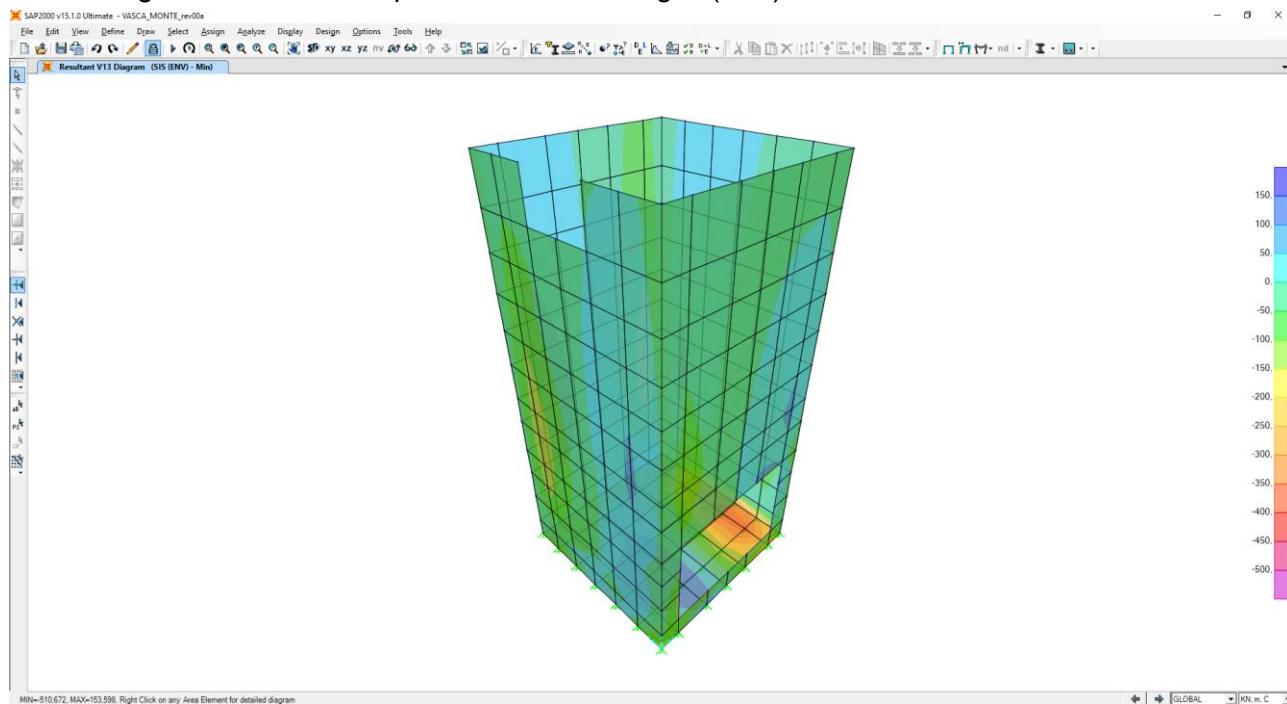 SAP2000 v15.1.0 Ultimate - VASCA_MONTE_rev00a
File Edit View Define Draw Select Assign Analyze Display Design Options Tools Help
xy xz yz nv nd
Resultant V13 Diagram (SIS (ENV) - Min)
150,
100,
50,
0,
-50,
-100,
-150,
-200,
-250,
-300,
-350,
-400,
-450,
-500,
MIN=-510,672, MAX=153,598, Right Click on any Area Element for detailed diagram
GLOBAL
KN, m, C